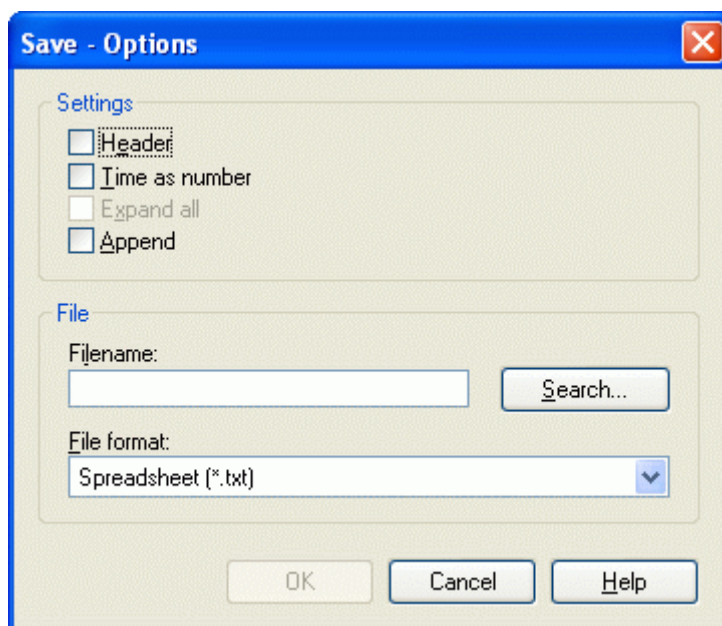 Save - Options
Settings
Header
Time as number
Expand all
Append
File
Filename:
Search...
File format:
Spreadsheet (*.txt)
OK Cancel Help